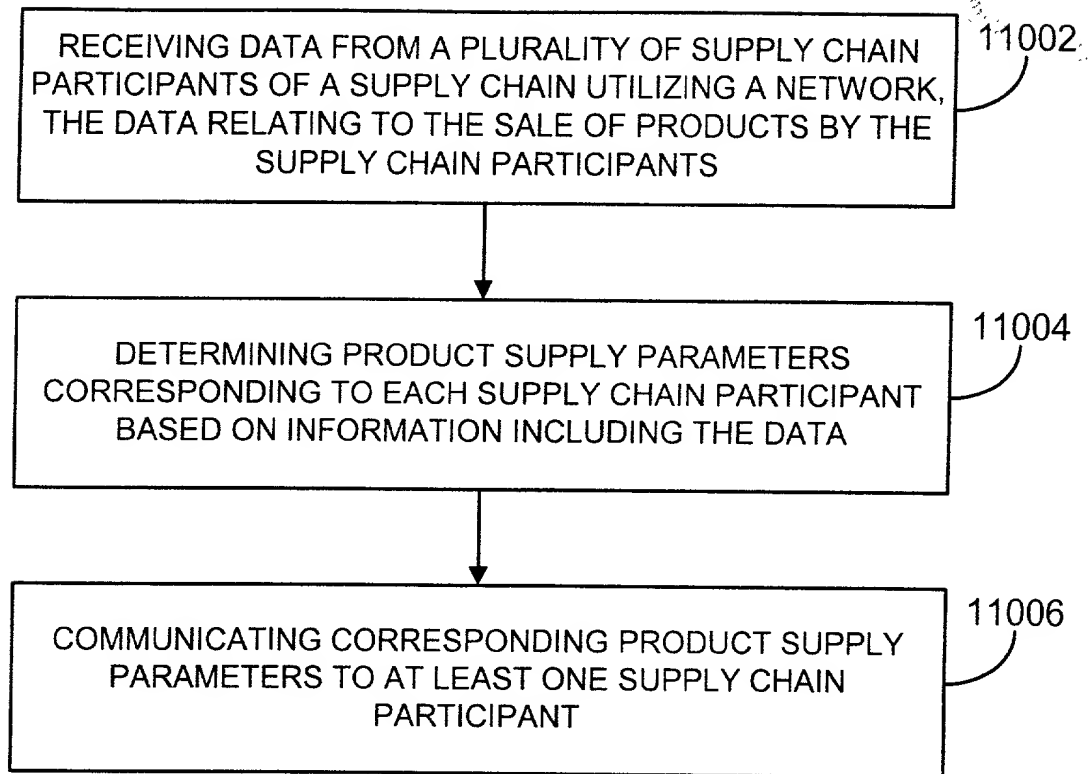 RECEIVING DATA FROM A PLURALITY OF SUPPLY CHAIN
PARTICIPANTS OF A SUPPLY CHAIN UTILIZING A NETWORK,
THE DATA RELATING TO THE SALE OF PRODUCTS BY THE
SUPPLY CHAIN PARTICIPANTS
11002
DETERMINING PRODUCT SUPPLY PARAMETERS
CORRESPONDING TO EACH SUPPLY CHAIN PARTICIPANT
BASED ON INFORMATION INCLUDING THE DATA
11004
COMMUNICATING CORRESPONDING PRODUCT SUPPLY
PARAMETERS TO AT LEAST ONE SUPPLY CHAIN
PARTICIPANT
11006